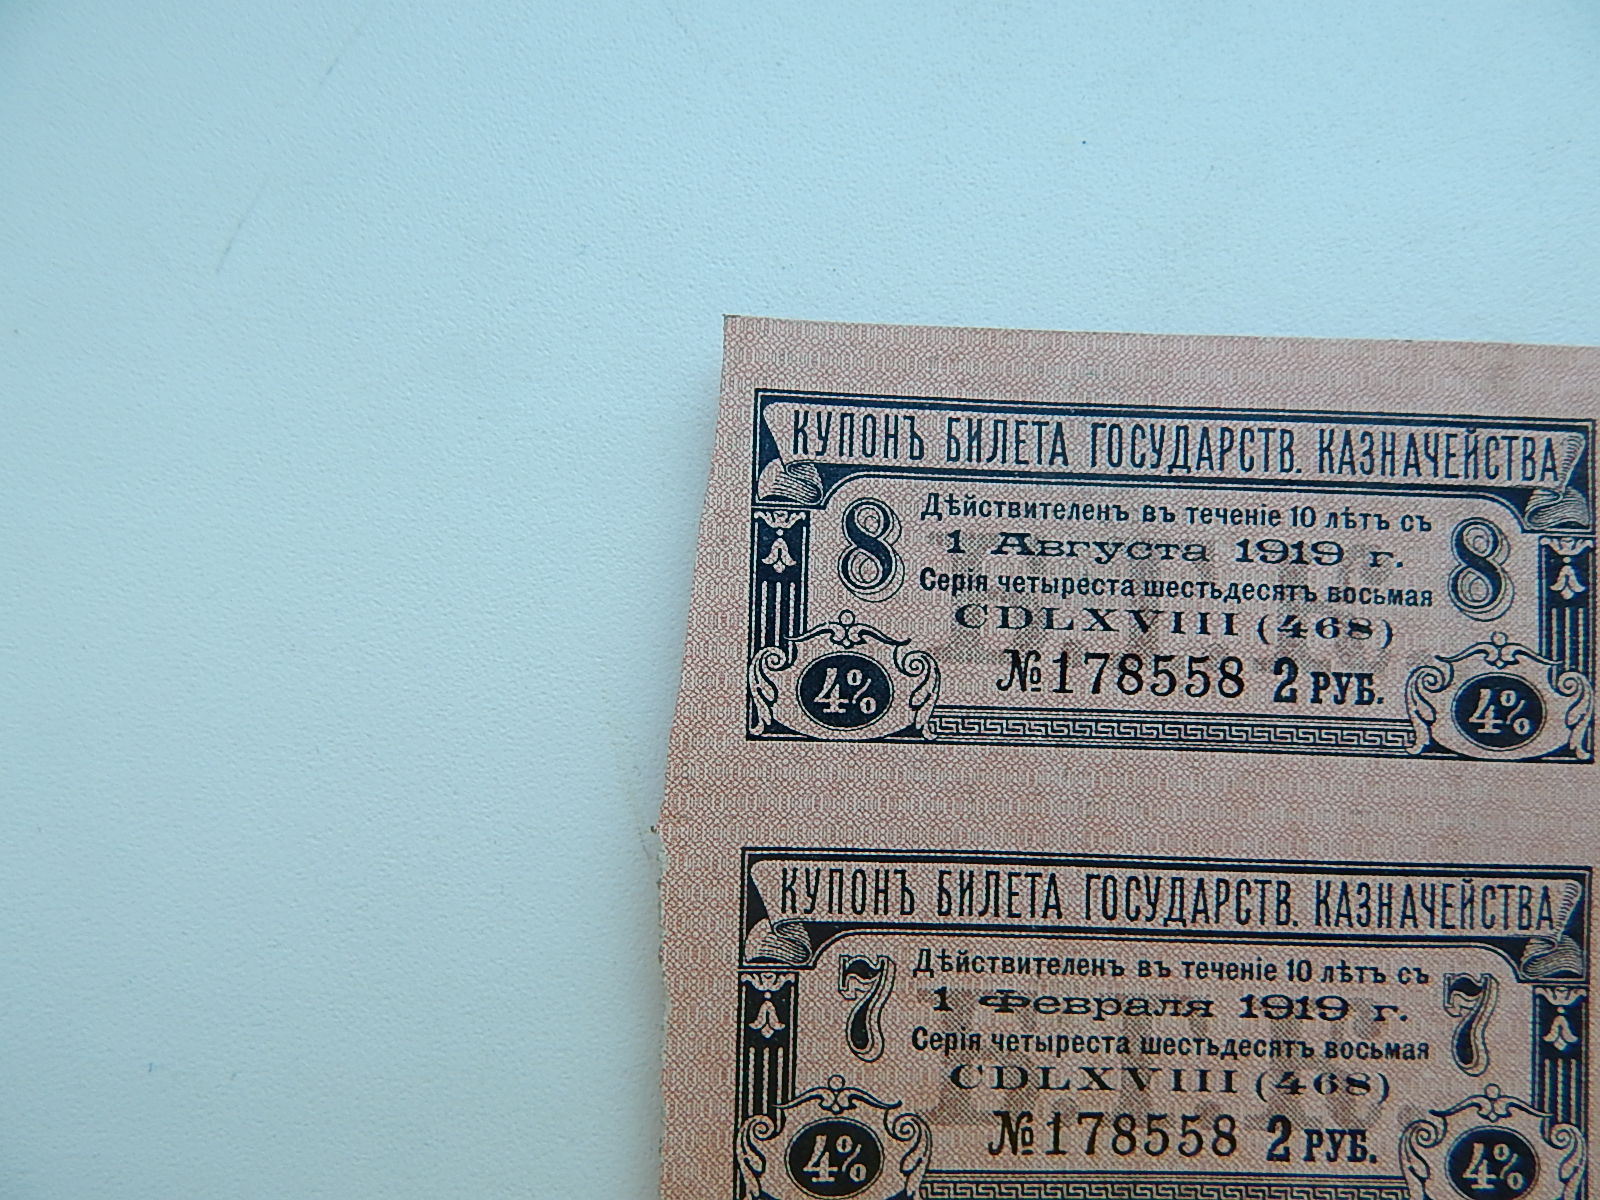 КУПОНЪ БИЛЕТА ГОСУДАРСТВ. КАЗНАЧЕЙСТВА
8 Дѣйствителенъ въ теченіе 10 лѣтъ съ 8
1 Августа 1919 г.
Серія четыреста шестьдесятъ восьмая
CDLXVIII (468)
4% №178558 2 РУБ. 4%
КУПОНЪ БИЛЕТА ГОСУДАРСТВ. КАЗНАЧЕЙСТВА
7 Дѣйствителенъ въ теченіе 10 лѣтъ съ 7
1 Февраля 1919 г.
Серія четыреста шестьдесятъ восьмая
CDLXVIII (468)
4% №178558 2 РУБ. 4%